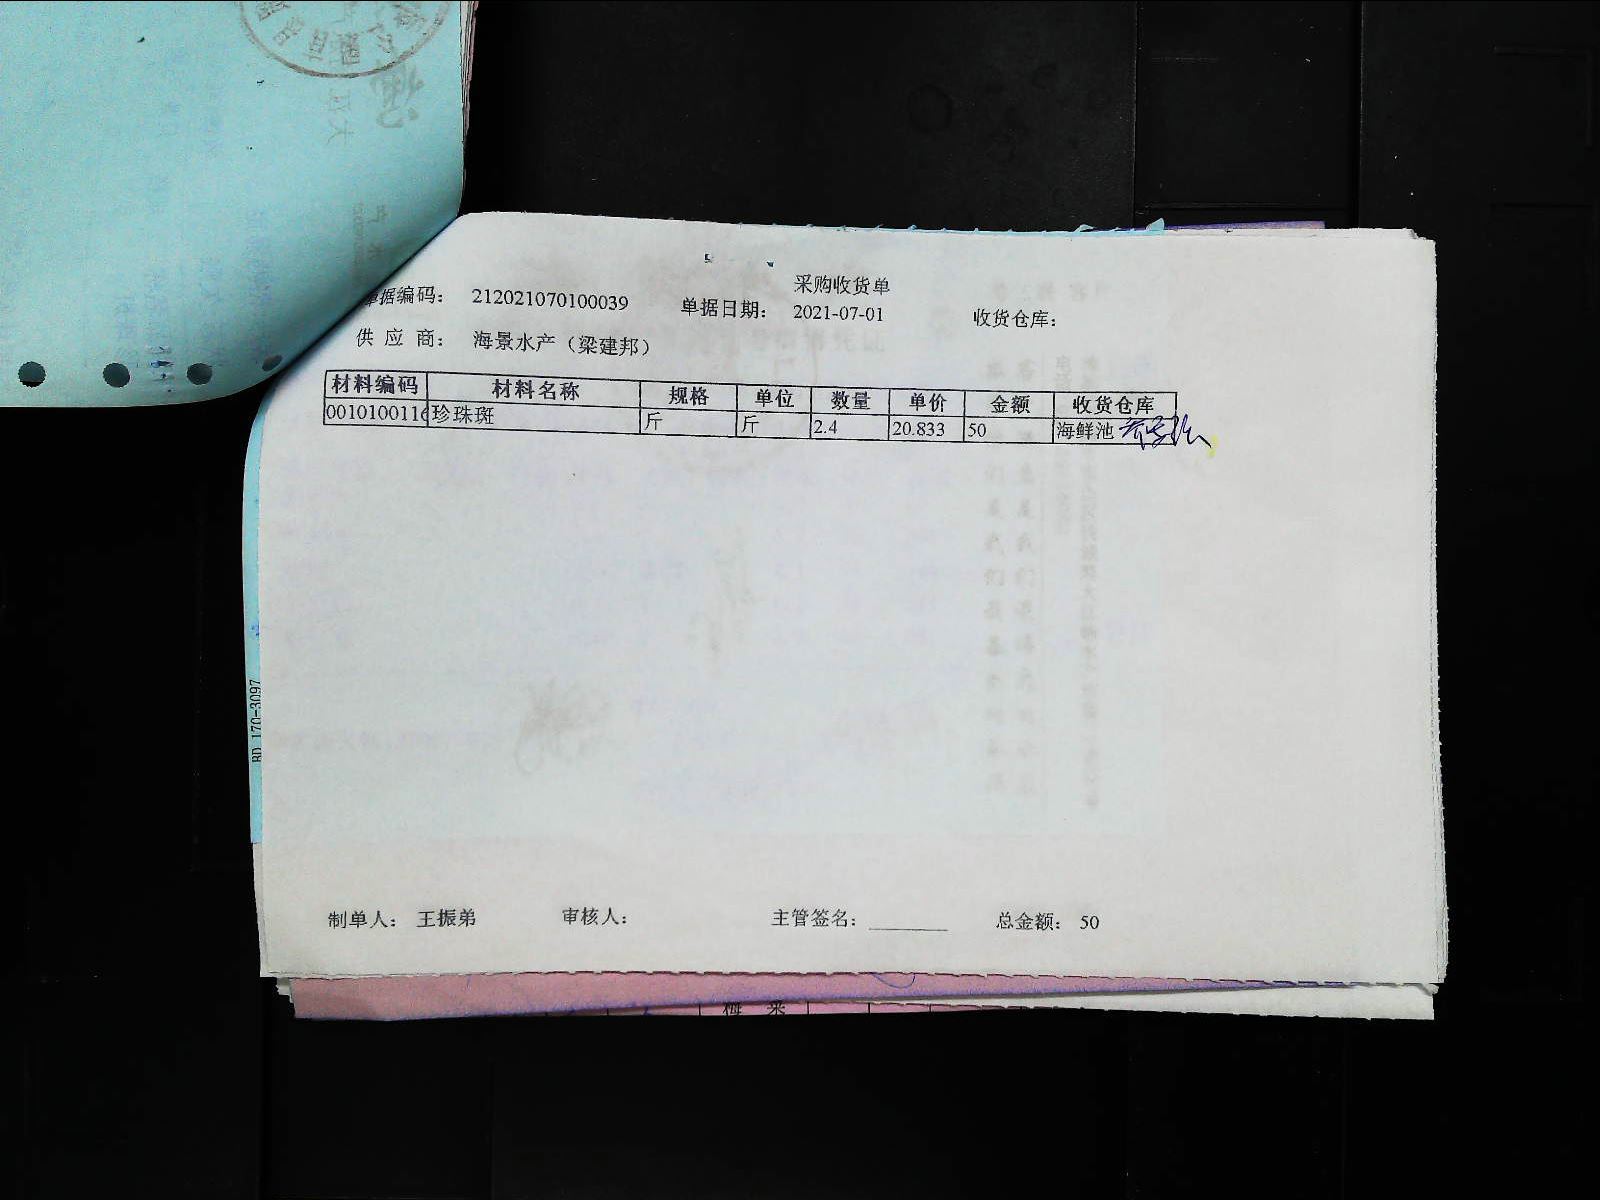 采购收货单
单据编码： 212021070100039 单据日期： 2021-07-01 收货仓库：
供 应 商： 海景水产（梁建邦）
材料编码 材料名称 规格 单位 数量 单价 金额 收货仓库
0010100116 珍珠斑 斤 斤 2.4 20.833 50 海鲜池
制单人： 王振弟 审核人： 主管签名： 总金额： 50
BD 170-3097